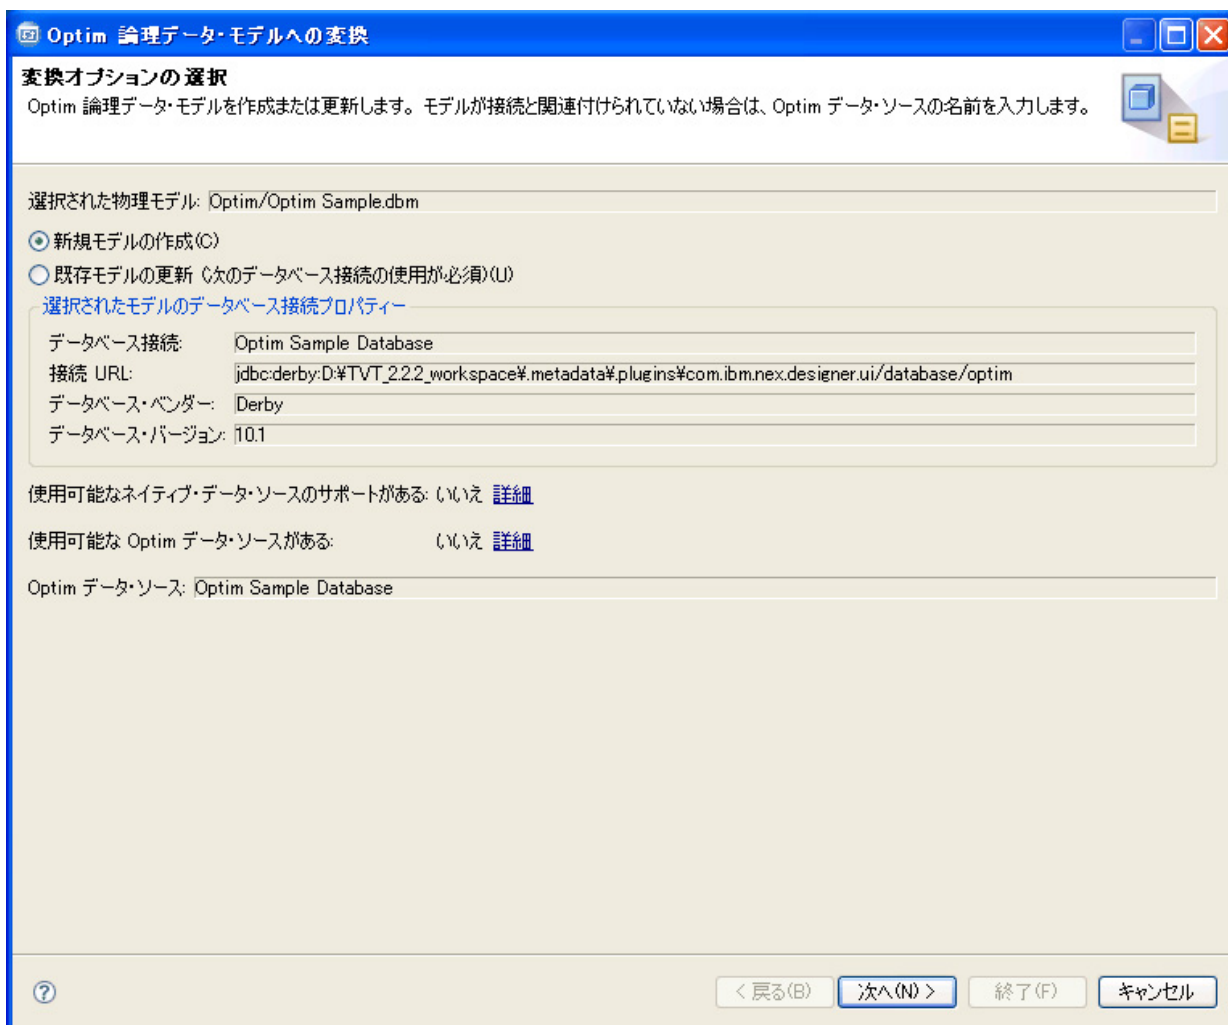 Optim 論理データ・モデルへの変換
変換オプションの選択
Optim 論理データ・モデルを作成または更新します。モデルが接続と関連付けられていない場合は、Optim データ・ソースの名前を入力します。
選択された物理モデル: Optim/Optim Sample.dbm
新規モデルの作成(C)
既存モデルの更新 (次のデータベース接続の使用が必須)(U)
選択されたモデルのデータベース接続プロパティー
データベース接続: Optim Sample Database
接続 URL: jdbc:derby:D:¥TVT_2.2.2_workspace¥.metadata¥.plugins¥com.ibm.nex.designer.ui/database/optim
データベース・ベンダー: Derby
データベース・バージョン: 10.1
使用可能なネイティブ・データ・ソースのサポートがある: いいえ 詳細
使用可能な Optim データ・ソースがある: いいえ 詳細
Optim データ・ソース: Optim Sample Database
< 戻る(B) 次へ(N) > 終了(F) キャンセル